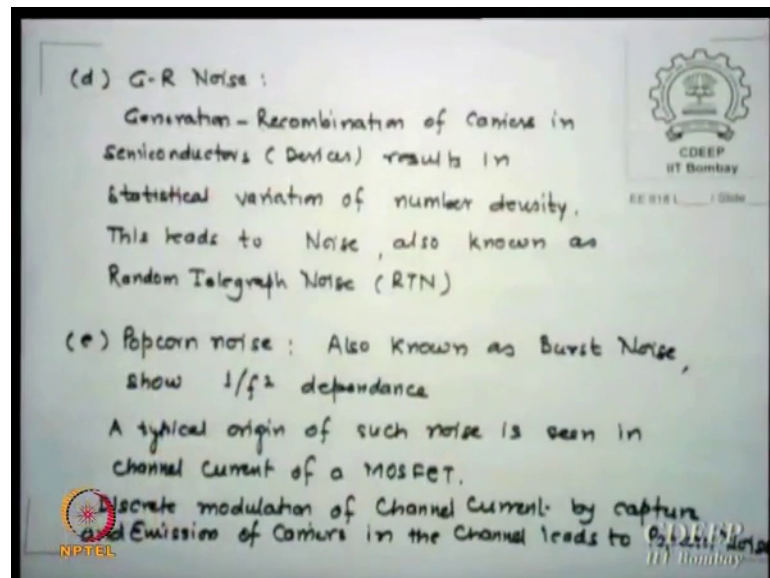 (d) G-R Noise :
Generation - Recombination of Carriers in
Semiconductors (Devices) results in
Statistical variation of number density.
This leads to Noise, also known as
Random Telegraph Noise (RTN)
(e) Popcorn noise : Also known as Burst Noise,
show 1/f2 dependance
A typical origin of such noise is seen in
Channel Current of a MOSFET.
Discrete modulation of Channel Current by capture
and Emission of Carriers in the Channel leads to Noise
CDEEP
IIT Bombay
EE 618 L / Slide
NPTEL
CDEEP
IIT Bombay